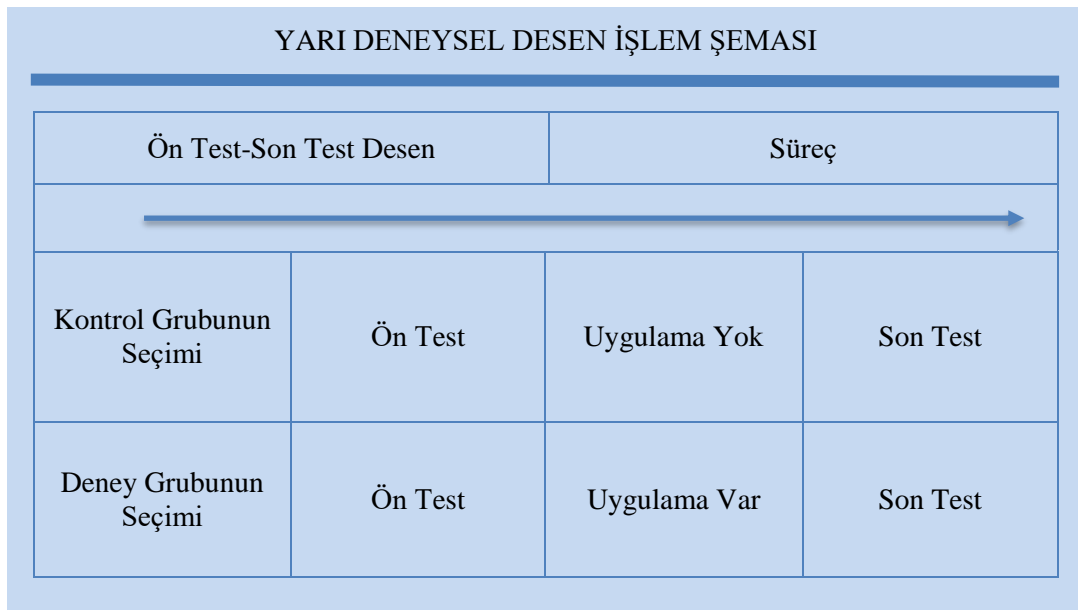 YARI DENEYSEL DESEN İŞLEM ŞEMASI
Ön Test-Son Test Desen
Süreç
Kontrol Grubunun
Seçimi
Ön Test
Uygulama Yok
Son Test
Deney Grubunun
Seçimi
Ön Test
Uygulama Var
Son Test